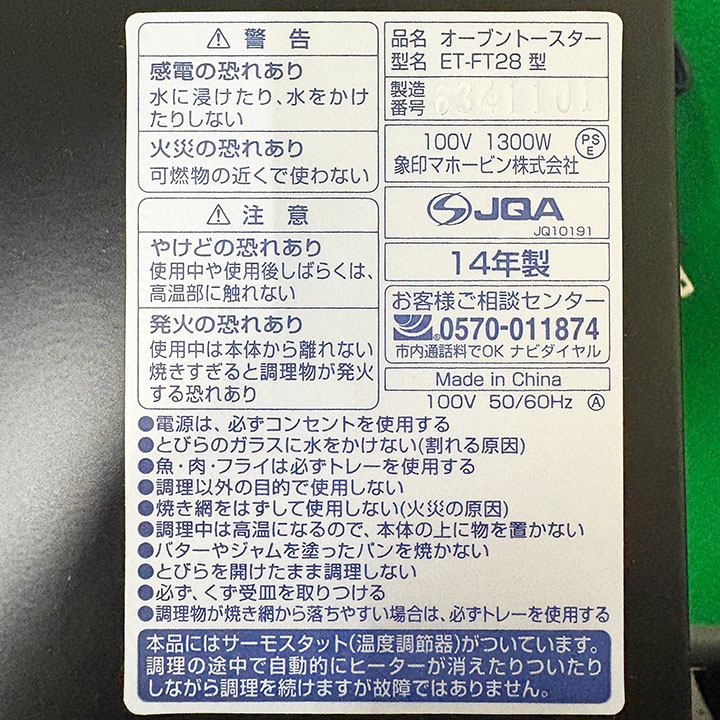 ⚠ 警告
感電の恐れあり
水に浸けたり、水をかけ
たりしない
火災の恐れあり
可燃物の近くで使わない
⚠ 注意
やけどの恐れあり
使用中や使用後しばらくは、
高温部に触れない
発火の恐れあり
使用中は本体から離れない
焼きすぎると調理物が発火
する恐れあり
品名 オーブントースター
型名 ET-FT28 型
製造
番号
100V 1300W
PS
E
象印マホービン株式会社
JQA
JQ10191
14年製
お客様ご相談センター
0570-011874
市内通話料でOK ナビダイヤル
Made in China
100V 50/60Hz Ⓐ
●電源は、必ずコンセントを使用する
●とびらのガラスに水をかけない(割れる原因)
●魚・肉・フライは必ずトレーを使用する
●調理以外の目的で使用しない
●焼き網をはずして使用しない(火災の原因)
●調理中は高温になるので、本体の上に物を置かない
●バターやジャムを塗ったパンを焼かない
●とびらを開けたまま調理しない
●必ず、くず受皿を取りつける
●調理物が焼き網から落ちやすい場合は、必ずトレーを使用する
本品にはサーモスタット(温度調節器)がついています。
調理の途中で自動的にヒーターが消えたりついたり
しながら調理を続けますが故障ではありません。